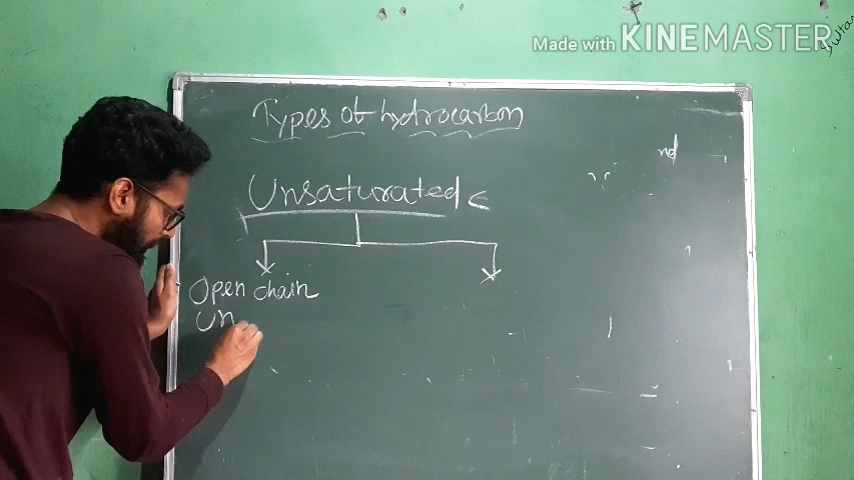 Made with KINEMASTER
Types of hydrocarbon
Unsaturated
Open chain
Un